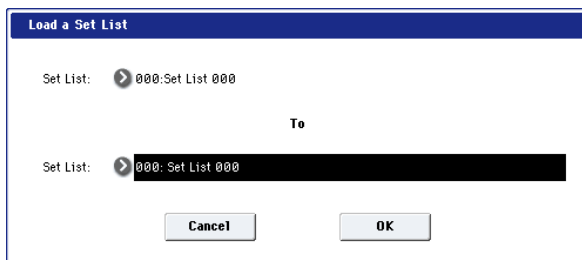 Load a Set List
Set List: 000:Set List 000
To
Set List: 000: Set List 000
Cancel OK